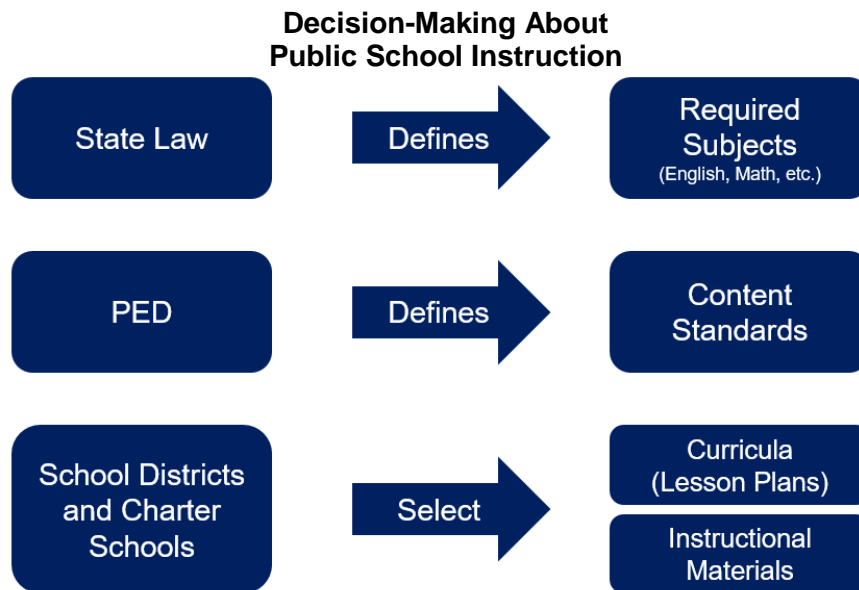 Decision-Making About
Public School Instruction
State Law
Defines
Required
Subjects
(English, Math, etc.)
PED
Defines
Content
Standards
School Districts
and Charter
Schools
Select
Curricula
(Lesson Plans)
Instructional
Materials